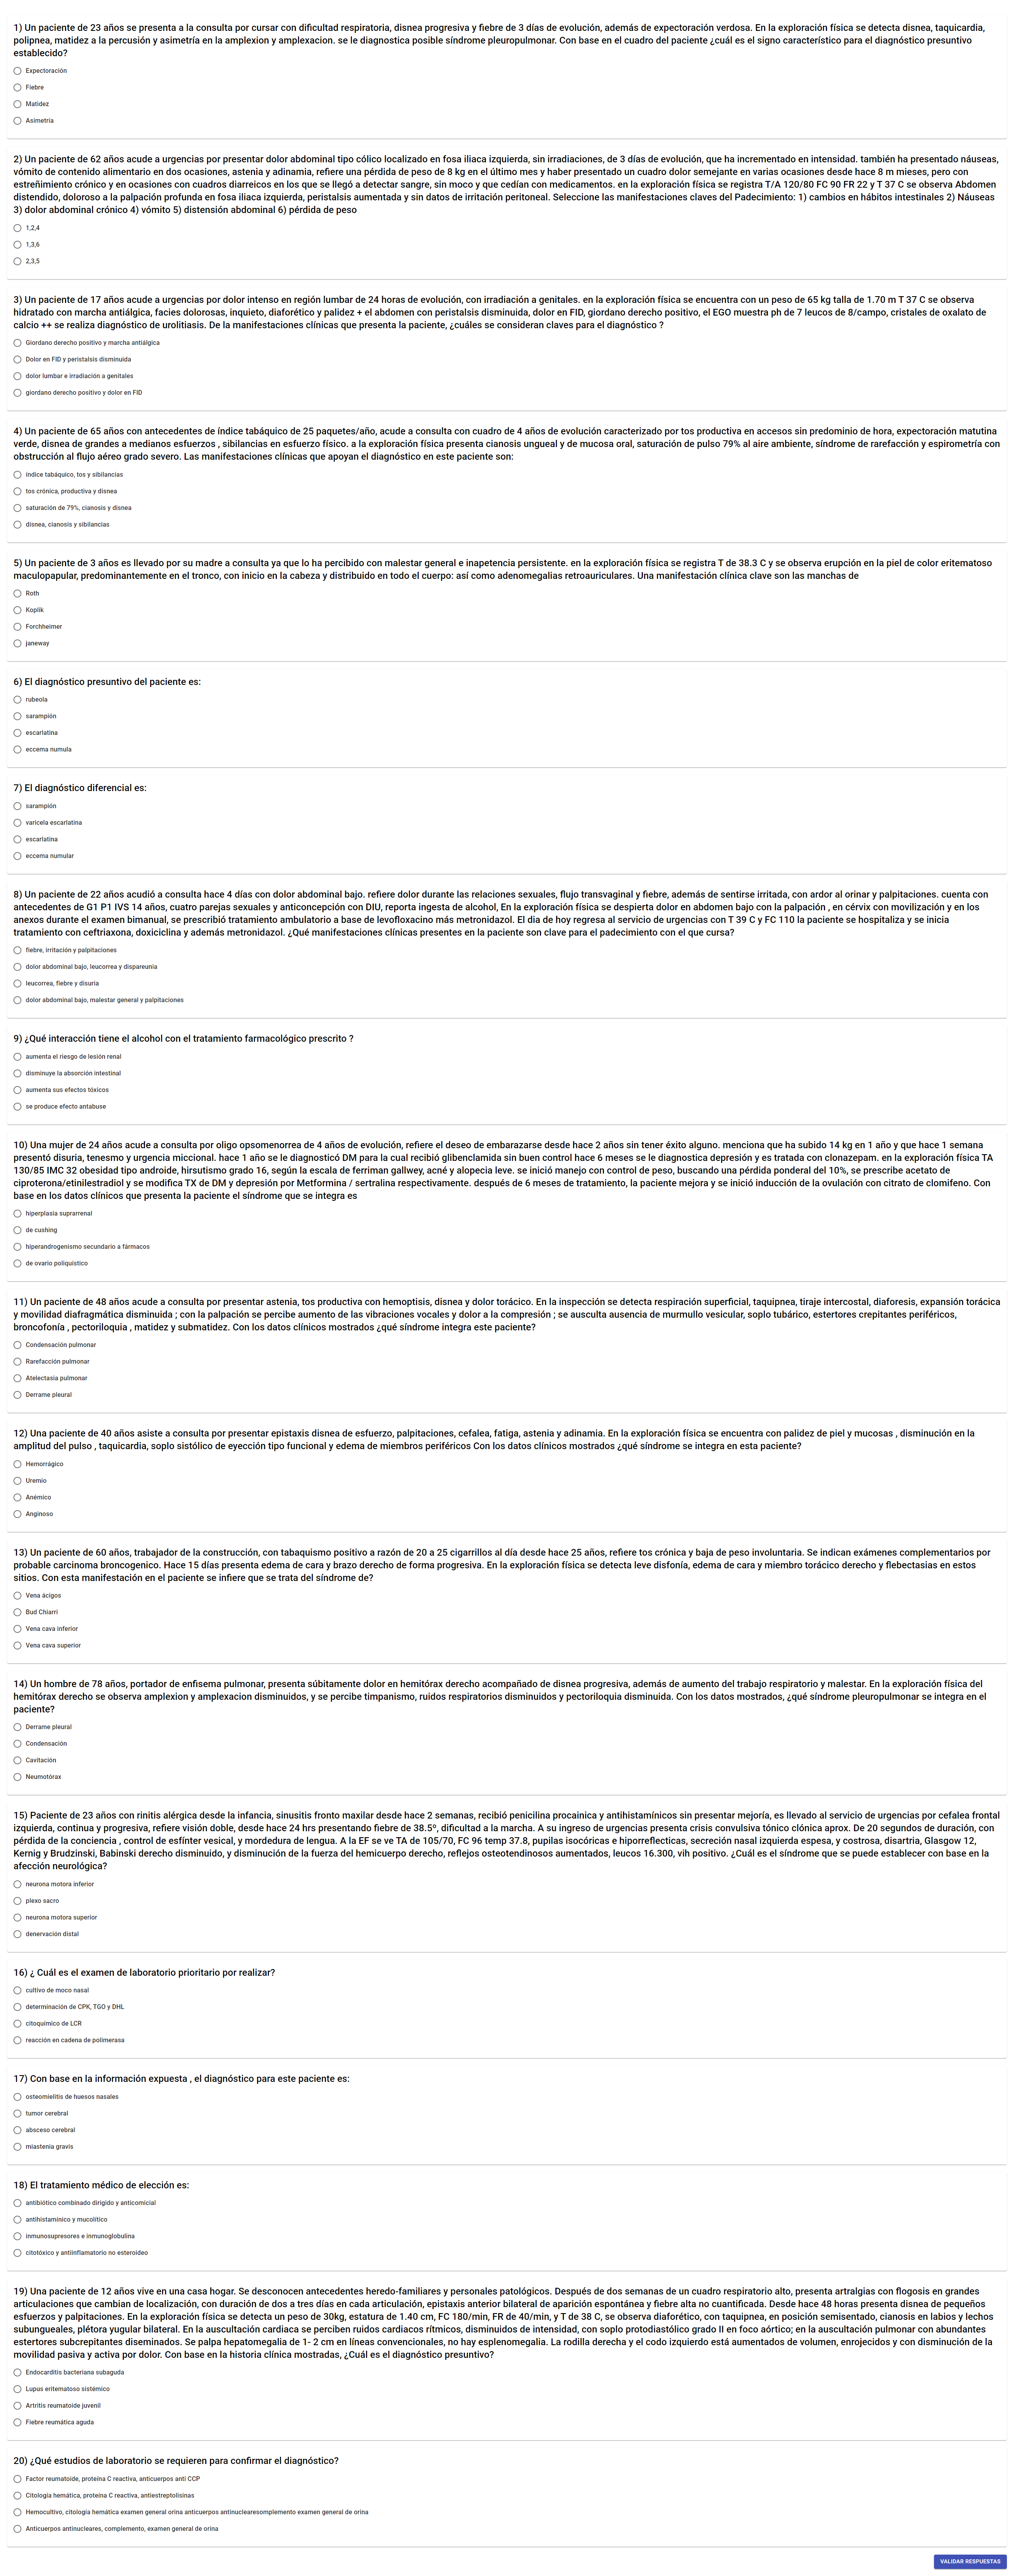 1) Un paciente de 23 años se presenta a la consulta por cursar con dificultad respiratoria, disnea progresiva y fiebre de 3 días de evolución, además de expectoración verdosa. En la exploración física se detecta disnea, taquicardia,
polipnea, matidez a la percusión y asimetría en la amplexion y amplexacion. se le diagnostica posible síndrome pleuropulmonar. Con base en el cuadro del paciente ¿cuál es el signo característico para el diagnóstico presuntivo
establecido?
Expectoración
Fiebre
Matidez
Asimetría
2) Un paciente de 62 años acude a urgencias por presentar dolor abdominal tipo cólico localizado en fosa iliaca izquierda, sin irradiaciones, de 3 días de evolución, que ha incrementado en intensidad. también ha presentado náuseas,
vómito de contenido alimentario en dos ocasiones, astenia y adinamia, refiere una pérdida de peso de 8 kg en el último mes y haber presentado un cuadro dolor semejante en varias ocasiones desde hace 8 m mieses, pero con
estreñimiento crónico y en ocasiones con cuadros diarreicos en los que se llegó a detectar sangre, sin moco y que cedían con medicamentos. en la exploración física se registra T/A 120/80 FC 90 FR 22 y T 37 C se observa Abdomen
distendido, doloroso a la palpación profunda en fosa iliaca izquierda, peristalsis aumentada y sin datos de irritación peritoneal. Seleccione las manifestaciones claves del Padecimiento: 1) cambios en hábitos intestinales 2) Náuseas
3) dolor abdominal crónico 4) vómito 5) distensión abdominal 6) pérdida de peso
1,2,4
1,3,6
2,3,5
3) Un paciente de 17 años acude a urgencias por dolor intenso en región lumbar de 24 horas de evolución, con irradiación a genitales. en la exploración física se encuentra con un peso de 65 kg talla de 1.70 m T 37 C se observa
hidratado con marcha antiálgica, facies dolorosas, inquieto, diaforético y palidez + el abdomen con peristalsis disminuida, dolor en FID, giordano derecho positivo, el EGO muestra ph de 7 leucos de 8/campo, cristales de oxalato de
calcio ++ se realiza diagnóstico de urolitiasis. De la manifestaciones clínicas que presenta la paciente, ¿cuáles se consideran claves para el diagnóstico ?
Giordano derecho positivo y marcha antiálgica
Dolor en FID y peristalsis disminuida
dolor lumbar e irradiación a genitales
giordano derecho positivo y dolor en FID
4) Un paciente de 65 años con antecedentes de índice tabáquico de 25 paquetes/año, acude a consulta con cuadro de 4 años de evolución caracterizado por tos productiva en accesos sin predominio de hora, expectoración matutina
verde, disnea de grandes a medianos esfuerzos , sibilancias en esfuerzo físico. a la exploración física presenta cianosis ungueal y de mucosa oral, saturación de pulso 79% al aire ambiente, síndrome de rarefacción y espirometría con
obstrucción al flujo aéreo grado severo. Las manifestaciones clínicas que apoyan el diagnóstico en este paciente son:
índice tabáquico, tos y sibilancias
tos crónica, productiva y disnea
saturación de 79%, cianosis y disnea
disnea, cianosis y sibilancias
5) Un paciente de 3 años es llevado por su madre a consulta ya que lo ha percibido con malestar general e inapetencia persistente. en la exploración física se registra T de 38.3 C y se observa erupción en la piel de color eritematoso
maculopapular, predominantemente en el tronco, con inicio en la cabeza y distribuido en todo el cuerpo: así como adenomegalias retroauriculares. Una manifestación clínica clave son las manchas de
Roth
Koplik
Forchheimer
janeway
6) El diagnóstico presuntivo del paciente es:
rubeola
sarampión
escarlatina
eccema numula
7) El diagnóstico diferencial es:
sarampión
varicela escarlatina
escarlatina
eccema numular
8) Un paciente de 22 años acudió a consulta hace 4 días con dolor abdominal bajo. refiere dolor durante las relaciones sexuales, flujo transvaginal y fiebre, además de sentirse irritada, con ardor al orinar y palpitaciones. cuenta con
antecedentes de G1 P1 IVS 14 años, cuatro parejas sexuales y anticoncepción con DIU, reporta ingesta de alcohol, En la exploración física se despierta dolor en abdomen bajo con la palpación , en cérvix con movilización y en los
anexos durante el examen bimanual, se prescribió tratamiento ambulatorio a base de levofloxacino más metronidazol. El dia de hoy regresa al servicio de urgencias con T 39 C y FC 110 la paciente se hospitaliza y se inicia
tratamiento con ceftriaxona, doxiciclina y además metronidazol. ¿Qué manifestaciones clínicas presentes en la paciente son clave para el padecimiento con el que cursa?
fiebre, irritación y palpitaciones
dolor abdominal bajo, leucorrea y dispareunia
leucorrea, fiebre y disuria
dolor abdominal bajo, malestar general y palpitaciones
9) ¿Qué interacción tiene el alcohol con el tratamiento farmacológico prescrito ?
aumenta el riesgo de lesión renal
disminuye la absorción intestinal
aumenta sus efectos tóxicos
se produce efecto antabuse
10) Una mujer de 24 años acude a consulta por oligo opsomenorrea de 4 años de evolución, refiere el deseo de embarazarse desde hace 2 años sin tener éxito alguno. menciona que ha subido 14 kg en 1 año y que hace 1 semana
presentó disuria, tenesmo y urgencia miccional. hace 1 año se le diagnosticó DM para la cual recibió glibenclamida sin buen control hace 6 meses se le diagnostica depresión y es tratada con clonazepam. en la exploración física TA
130/85 IMC 32 obesidad tipo androide, hirsutismo grado 16, según la escala de ferriman gallwey, acné y alopecia leve. se inició manejo con control de peso, buscando una pérdida ponderal del 10%, se prescribe acetato de
ciproterona/etinilestradiol y se modifica TX de DM y depresión por Metformina / sertralina respectivamente. después de 6 meses de tratamiento, la paciente mejora y se inició inducción de la ovulación con citrato de clomifeno. Con
base en los datos clínicos que presenta la paciente el síndrome que se integra es
hiperplasia suprarrenal
de cushing
hiperandrogenismo secundario a fármacos
de ovario poliquístico
11) Un paciente de 48 años acude a consulta por presentar astenia, tos productiva con hemoptisis, disnea y dolor torácico. En la inspección se detecta respiración superficial, taquipnea, tiraje intercostal, diaforesis, expansión torácica
y movilidad diafragmática disminuida ; con la palpación se percibe aumento de las vibraciones vocales y dolor a la compresión ; se ausculta ausencia de murmullo vesicular, soplo tubárico, estertores crepitantes periféricos,
broncofonía , pectoriloquia , matidez y submatidez. Con los datos clínicos mostrados ¿qué síndrome integra este paciente?
Condensación pulmonar
Rarefacción pulmonar
Atelectasia pulmonar
Derrame pleural
12) Una paciente de 40 años asiste a consulta por presentar epistaxis disnea de esfuerzo, palpitaciones, cefalea, fatiga, astenia y adinamia. En la exploración física se encuentra con palidez de piel y mucosas , disminución en la
amplitud del pulso , taquicardia, soplo sistólico de eyección tipo funcional y edema de miembros periféricos Con los datos clínicos mostrados ¿qué síndrome se integra en esta paciente?
Hemorrágico
Uremio
Anémico
Anginoso
13) Un paciente de 60 años, trabajador de la construcción, con tabaquismo positivo a razón de 20 a 25 cigarrillos al día desde hace 25 años, refiere tos crónica y baja de peso involuntaria. Se indican exámenes complementarios por
probable carcinoma broncogenico. Hace 15 días presenta edema de cara y brazo derecho de forma progresiva. En la exploración física se detecta leve disfonía, edema de cara y miembro torácico derecho y flebectasias en estos
sitios. Con esta manifestación en el paciente se infiere que se trata del síndrome de?
Vena ácigos
Bud Chiarri
Vena cava inferior
Vena cava superior
14) Un hombre de 78 años, portador de enfisema pulmonar, presenta súbitamente dolor en hemitórax derecho acompañado de disnea progresiva, además de aumento del trabajo respiratorio y malestar. En la exploración física del
hemitórax derecho se observa amplexion y amplexacion disminuidos, y se percibe timpanismo, ruidos respiratorios disminuidos y pectoriloquia disminuida. Con los datos mostrados, ¿qué síndrome pleuropulmonar se integra en el
paciente?
Derrame pleural
Condensación
Cavitación
Neumotórax
15) Paciente de 23 años con rinitis alérgica desde la infancia, sinusitis fronto maxilar desde hace 2 semanas, recibió penicilina procainica y antihistamínicos sin presentar mejoría, es llevado al servicio de urgencias por cefalea frontal
izquierda, continua y progresiva, refiere visión doble, desde hace 24 hrs presentando fiebre de 38.5º, dificultad a la marcha. A su ingreso de urgencias presenta crisis convulsiva tónico clónica aprox. De 20 segundos de duración, con
pérdida de la conciencia , control de esfínter vesical, y mordedura de lengua. A la EF se ve TA de 105/70, FC 96 temp 37.8, pupilas isocóricas e hiporreflecticas, secreción nasal izquierda espesa, y costrosa, disartria, Glasgow 12,
Kernig y Brudzinski, Babinski derecho disminuido, y disminución de la fuerza del hemicuerpo derecho, reflejos osteotendinosos aumentados, leucos 16.300, vih positivo. ¿Cuál es el síndrome que se puede establecer con base en la
afección neurológica?
neurona motora inferior
plexo sacro
neurona motora superior
denervación distal
16) ¿ Cuál es el examen de laboratorio prioritario por realizar?
cultivo de moco nasal
determinación de CPK, TGO y DHL
citoquímico de LCR
reacción en cadena de polimerasa
17) Con base en la información expuesta , el diagnóstico para este paciente es:
osteomielitis de huesos nasales
tumor cerebral
absceso cerebral
miastenia gravis
18) El tratamiento médico de elección es:
antibiótico combinado dirigido y anticomicial
antihistamínico y mucolítico
inmunosupresores e inmunoglobulina
citotóxico y antiinflamatorio no esteroideo
19) Una paciente de 12 años vive en una casa hogar. Se desconocen antecedentes heredo-familiares y personales patológicos. Después de dos semanas de un cuadro respiratorio alto, presenta artralgias con flogosis en grandes
articulaciones que cambian de localización, con duración de dos a tres días en cada articulación, epistaxis anterior bilateral de aparición espontánea y fiebre alta no cuantificada. Desde hace 48 horas presenta disnea de pequeños
esfuerzos y palpitaciones. En la exploración física se detecta un peso de 30kg, estatura de 1.40 cm, FC 180/min, FR de 40/min, y T de 38 C, se observa diaforético, con taquipnea, en posición semisentado, cianosis en labios y lechos
subungueales, plétora yugular bilateral. En la auscultación cardiaca se perciben ruidos cardiacos rítmicos, disminuidos de intensidad, con soplo protodiastólico grado II en foco aórtico; en la auscultación pulmonar con abundantes
estertores subcrepitantes diseminados. Se palpa hepatomegalia de 1- 2 cm en líneas convencionales, no hay esplenomegalia. La rodilla derecha y el codo izquierdo está aumentados de volumen, enrojecidos y con disminución de la
movilidad pasiva y activa por dolor. Con base en la historia clínica mostradas, ¿Cuál es el diagnóstico presuntivo?
Endocarditis bacteriana subaguda
Lupus eritematoso sistémico
Artritis reumatoide juvenil
Fiebre reumática aguda
20) ¿Qué estudios de laboratorio se requieren para confirmar el diagnóstico?
Factor reumatoide, proteína C reactiva, anticuerpos anti CCP
Citología hemática, proteína C reactiva, antiestreptolisinas
Hemocultivo, citología hemática examen general orina anticuerpos antinuclearesomplemento examen general de orina
Anticuerpos antinucleares, complemento, examen general de orina
VALIDAR RESPUESTAS